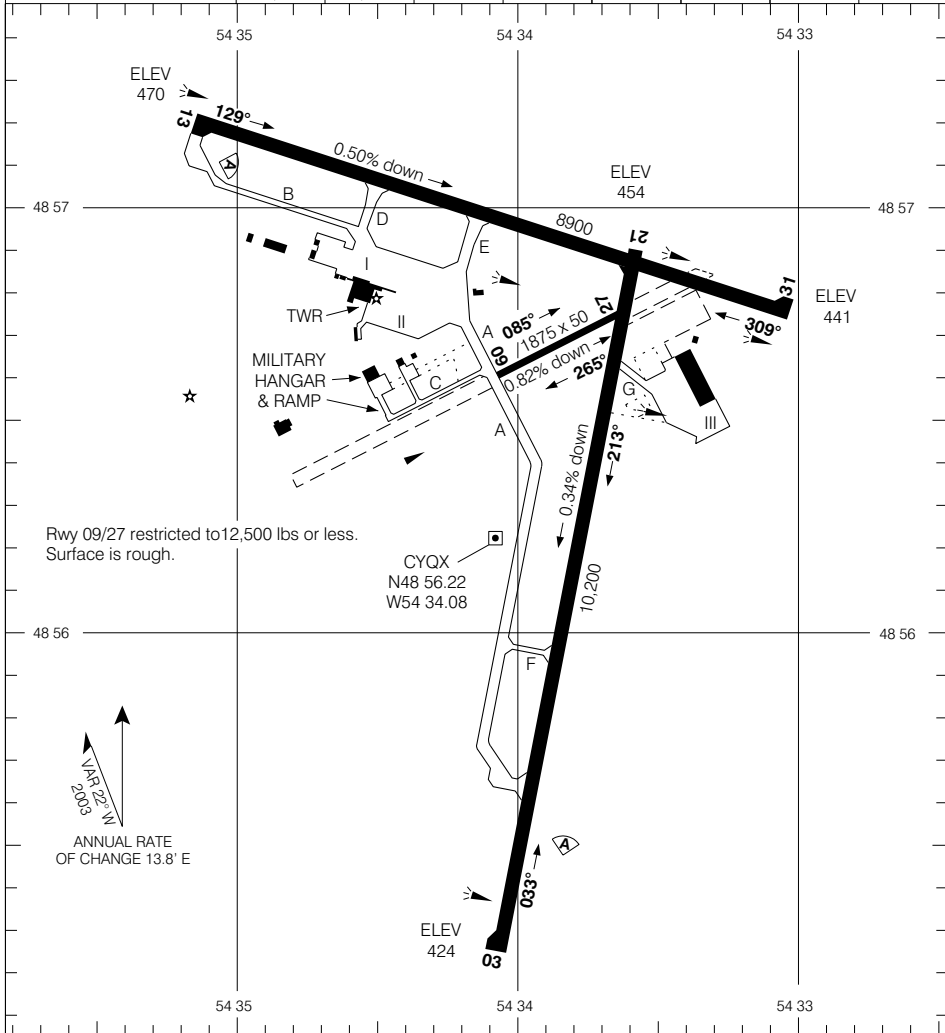 54 35
54 34
54 33
ELEV
470
13
129°
0.50% down
A
ELEV
454
B
D
48 57
48 57
8900
21
E
I
31
ELEV
441
TWR
II
A
085°
27
309°
1875 x 50
09
MILITARY
HANGAR
& RAMP
C
0.82% down
265°
G
III
A
213°
0.34% down
Rwy 09/27 restricted to12,500 lbs or less.
Surface is rough.
CYQX
N48 56.22
W54 34.08
10,200
48 56
48 56
F
VAR 22° W
2003
ANNUAL RATE
OF CHANGE 13.8' E
A
033°
ELEV
424
03
54 35
54 34
54 33